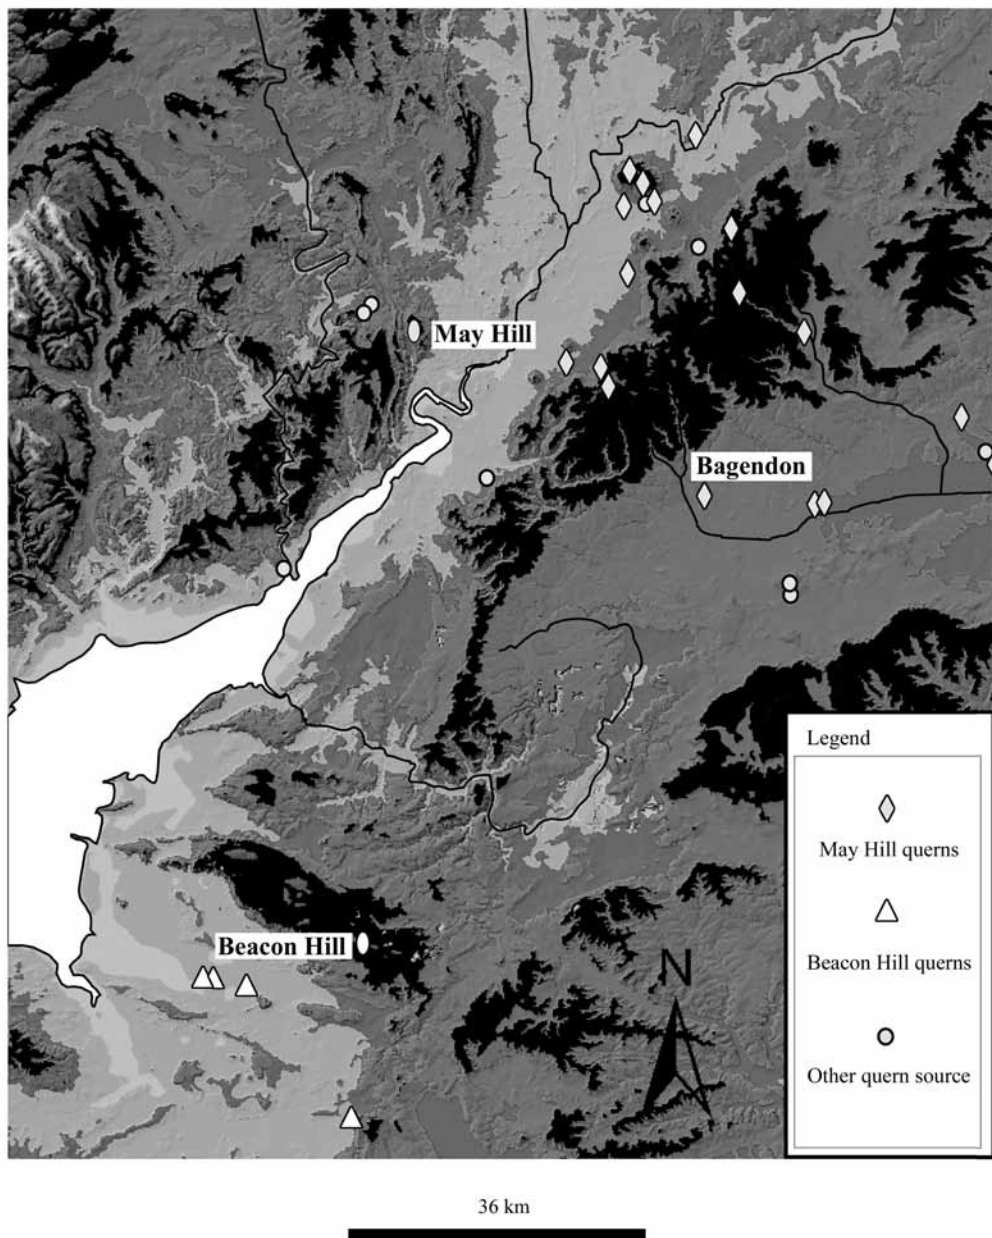 May Hill
Bagendon
Legend
May Hill querns
Beacon Hill querns
Other quern source
Beacon Hill
N
36 km